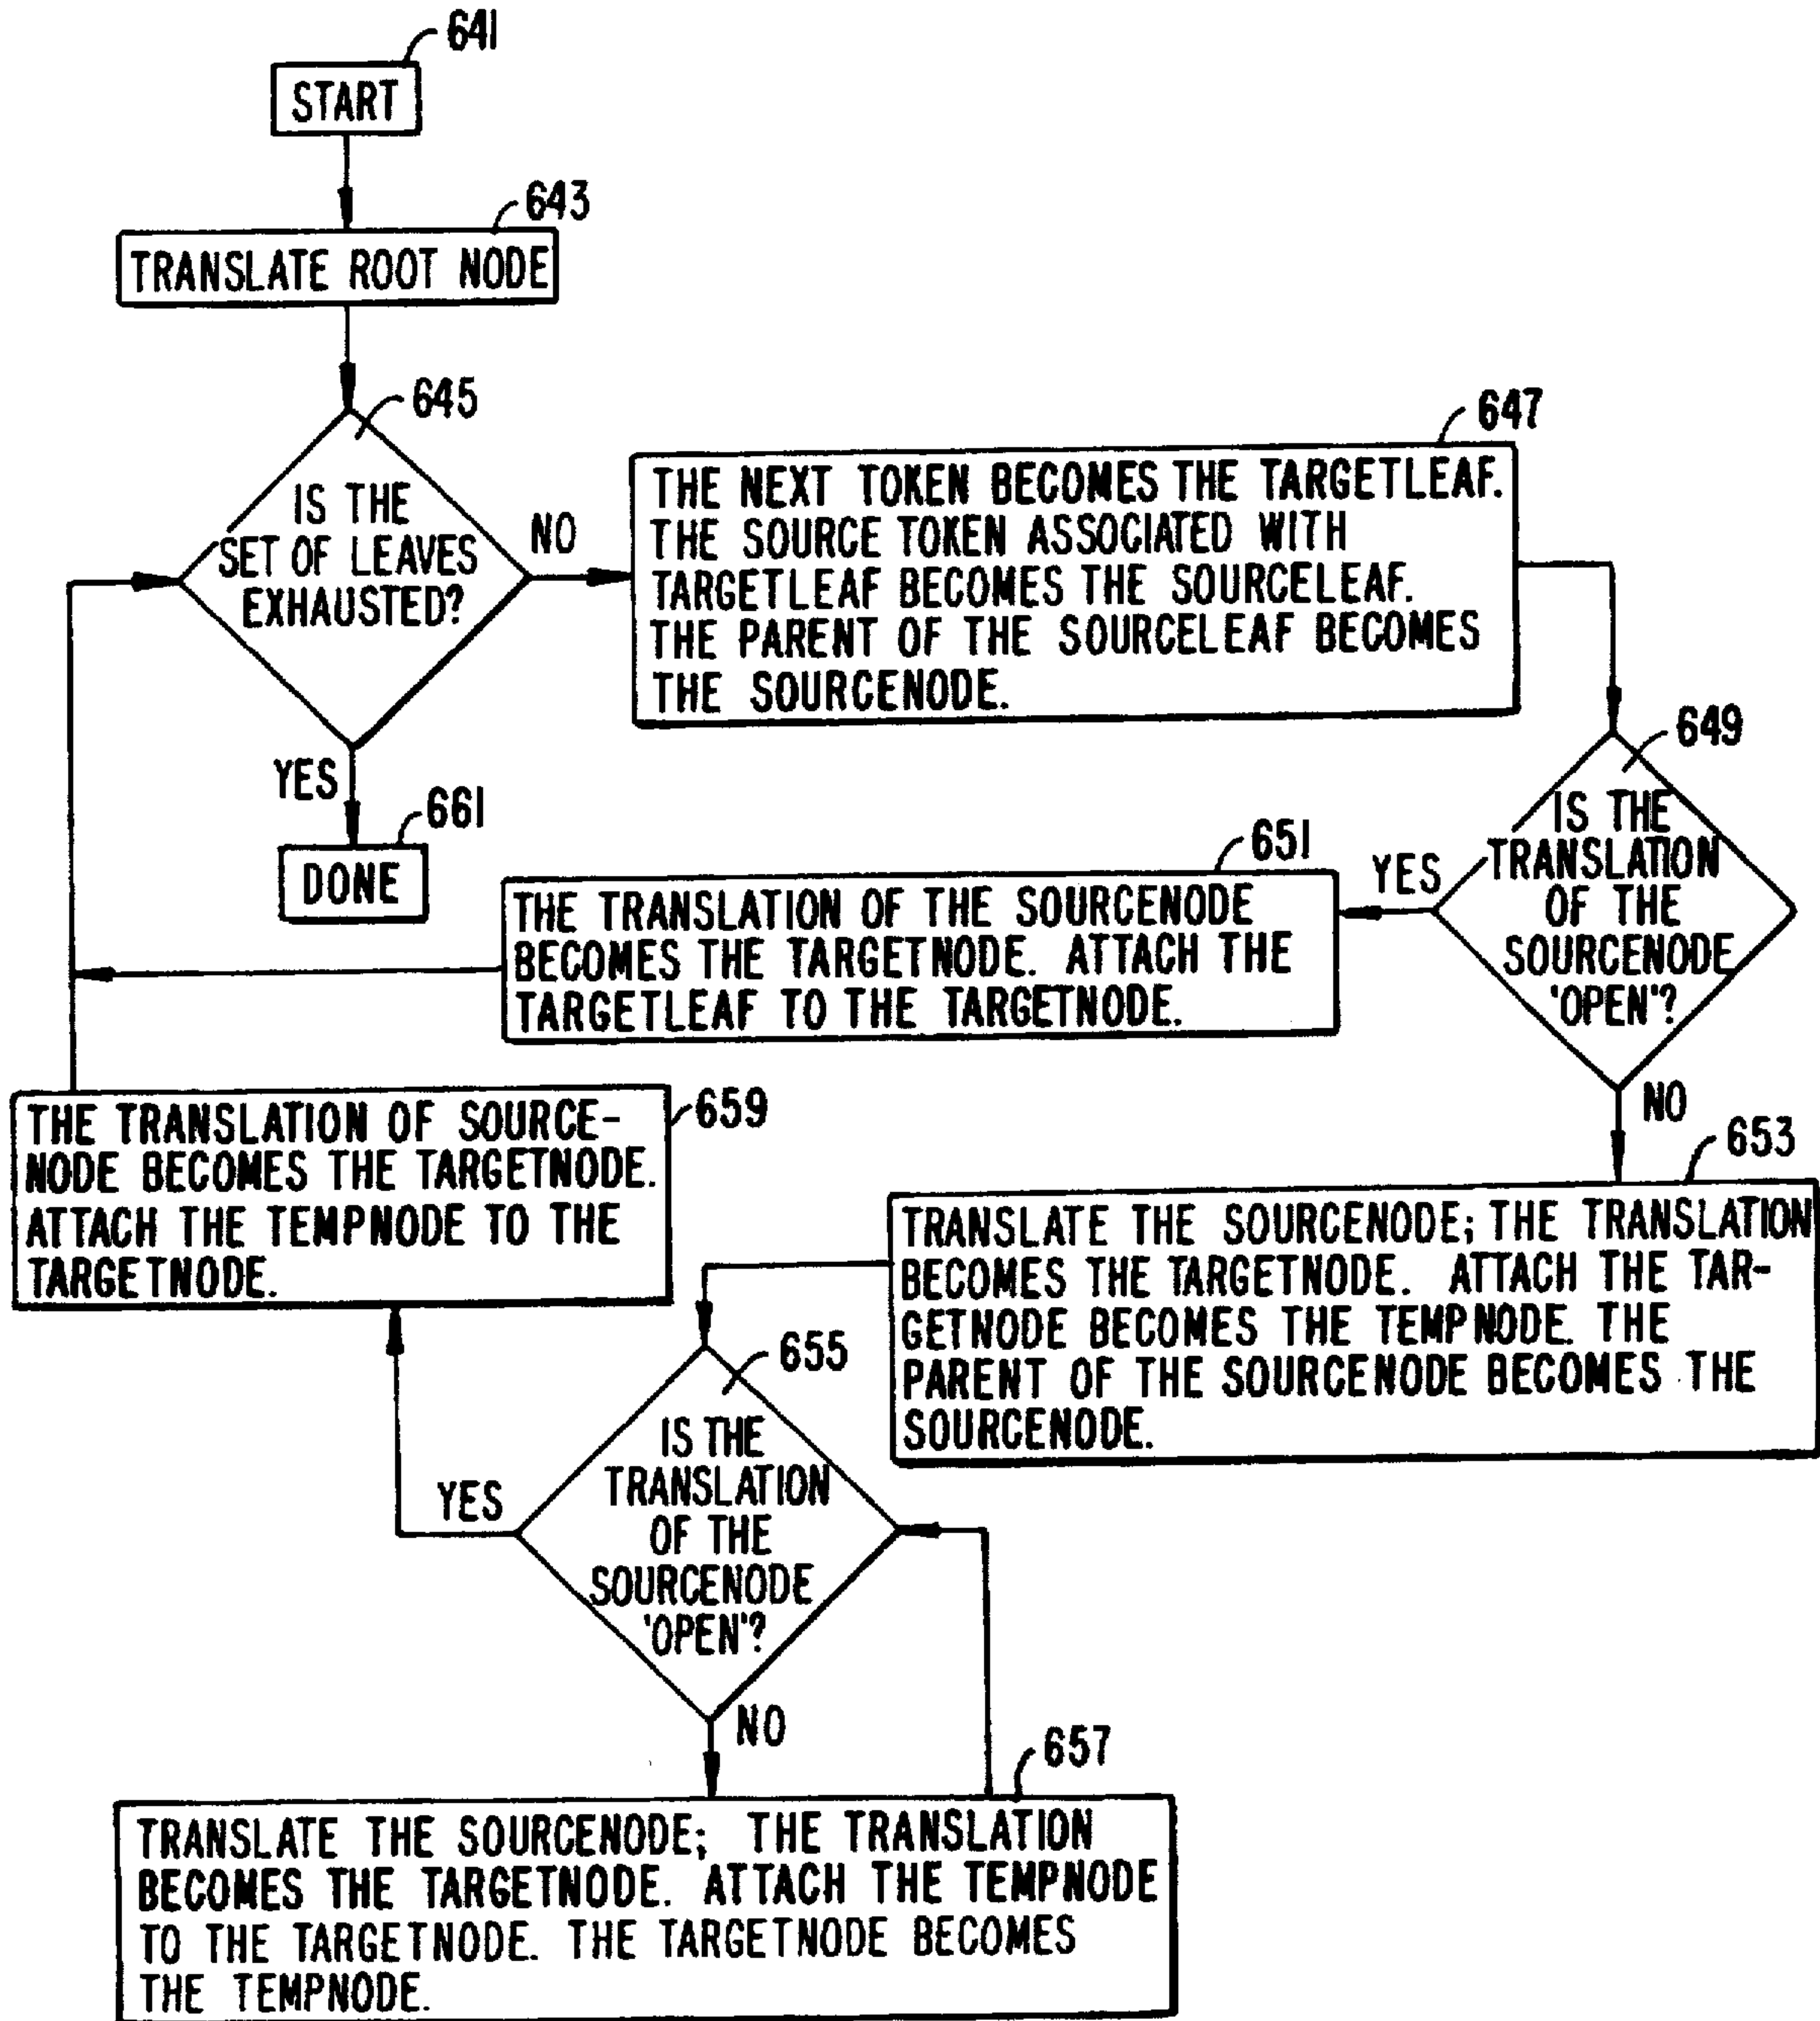 641
START
643
TRANSLATE ROOT NODE
645
IS THE
SET OF LEAVES
EXHAUSTED?
NO
YES
647
THE NEXT TOKEN BECOMES THE TARGETLEAF.
THE SOURCE TOKEN ASSOCIATED WITH
TARGETLEAF BECOMES THE SOURCELEAF.
THE PARENT OF THE SOURCELEAF BECOMES
THE SOURCENODE.
649
IS THE
TRANSLATION
OF THE
SOURCENODE
'OPEN'?
YES
NO
661
DONE
651
THE TRANSLATION OF THE SOURCENODE
BECOMES THE TARGETNODE. ATTACH THE
TARGETLEAF TO THE TARGETNODE.
659
THE TRANSLATION OF SOURCE-
NODE BECOMES THE TARGETNODE.
ATTACH THE TEMPNODE TO THE
TARGETNODE.
653
TRANSLATE THE SOURCENODE; THE TRANSLATION
BECOMES THE TARGETNODE. ATTACH THE TAR-
GETNODE BECOMES THE TEMPNODE. THE
PARENT OF THE SOURCENODE BECOMES THE
SOURCENODE.
655
IS THE
TRANSLATION
OF THE
SOURCENODE
'OPEN'?
YES
NO
657
TRANSLATE THE SOURCENODE; THE TRANSLATION
BECOMES THE TARGETNODE. ATTACH THE TEMPNODE
TO THE TARGETNODE. THE TARGETNODE BECOMES
THE TEMPNODE.